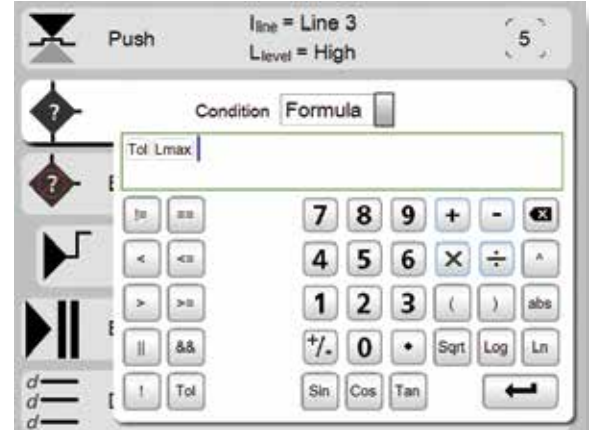 Push
Iline = Line 3
Llevel = High
5
?
Condition Formula
Tol Lmax
?
!= == 7 8 9 + -
< <= 4 5 6 × ÷ ^
> >= 1 2 3 ( ) abs
|| && +/- 0 • Sqrt Log Ln
! Tol Sin Cos Tan
d
d
d